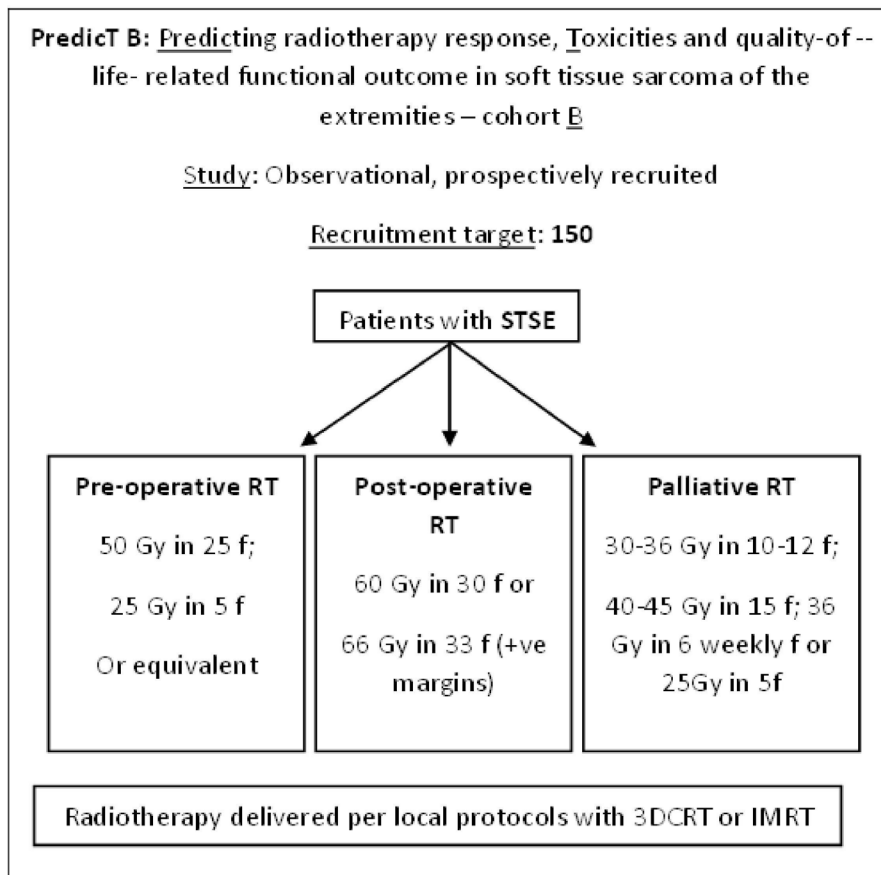 PredicT B: Predicting radiotherapy response, Toxicities and quality-of --
life- related functional outcome in soft tissue sarcoma of the
extremities – cohort B
Study: Observational, prospectively recruited
Recruitment target: 150
Patients with STSE
Pre-operative RT
50 Gy in 25 f;
25 Gy in 5 f
Or equivalent
Post-operative
RT
60 Gy in 30 f or
66 Gy in 33 f (+ve
margins)
Palliative RT
30-36 Gy in 10-12 f;
40-45 Gy in 15 f; 36
Gy in 6 weekly f or
25Gy in 5f
Radiotherapy delivered per local protocols with 3DCRT or IMRT